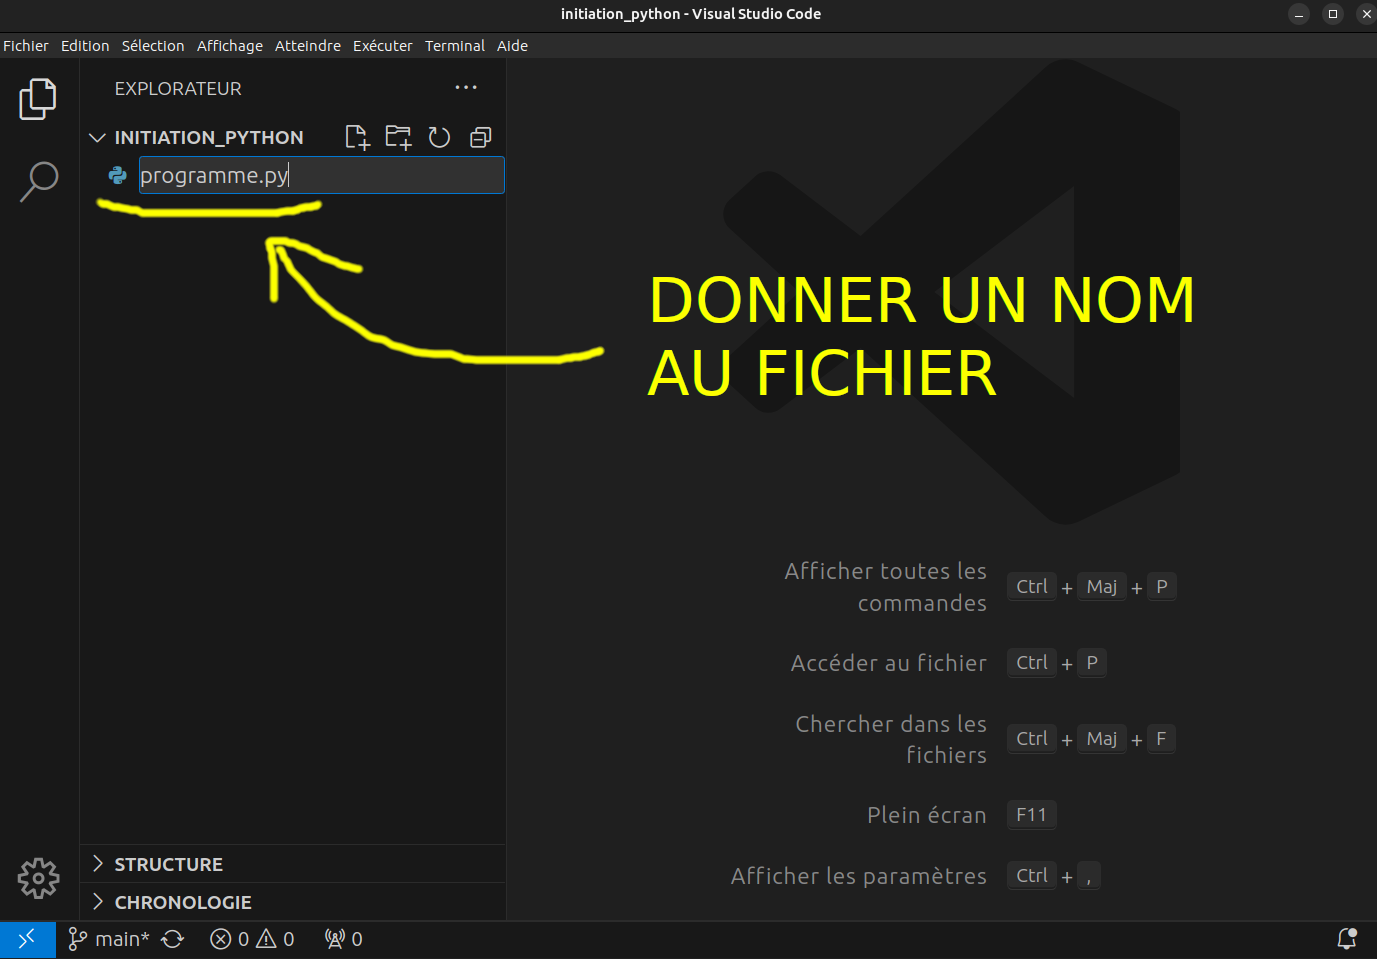 initiation_python - Visual Studio Code
Fichier Edition Sélection Affichage Atteindre Exécuter Terminal Aide
EXPLORATEUR
INITIATION_PYTHON
programme.py
DONNER UN NOM
AU FICHIER
Afficher toutes les
commandes
Ctrl + Maj + P
Accéder au fichier Ctrl + P
Chercher dans les
fichiers
Ctrl + Maj + F
Plein écran F11
Afficher les paramètres Ctrl + ,
STRUCTURE
CHRONOLOGIE
main* 0 0 0